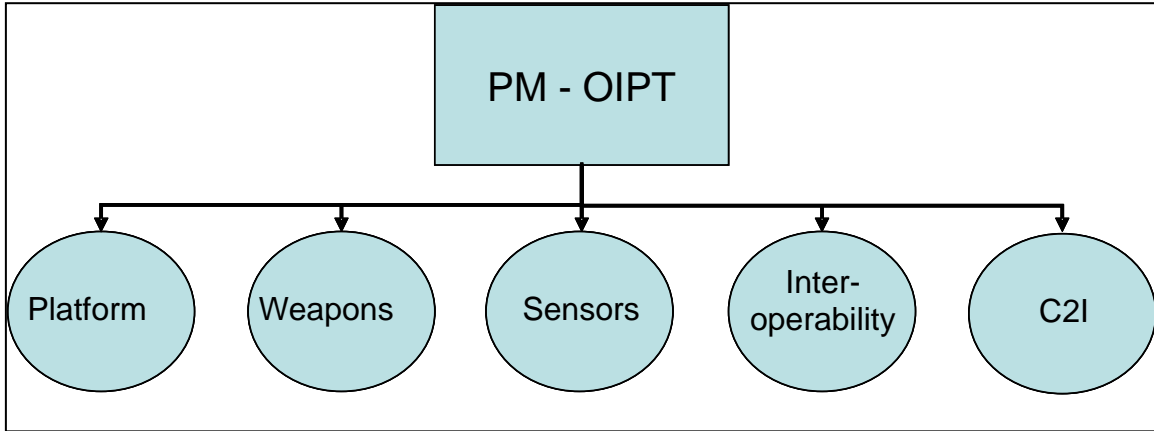 PM - OIPT
Platform
Weapons
Sensors
Inter-
operability
C2I